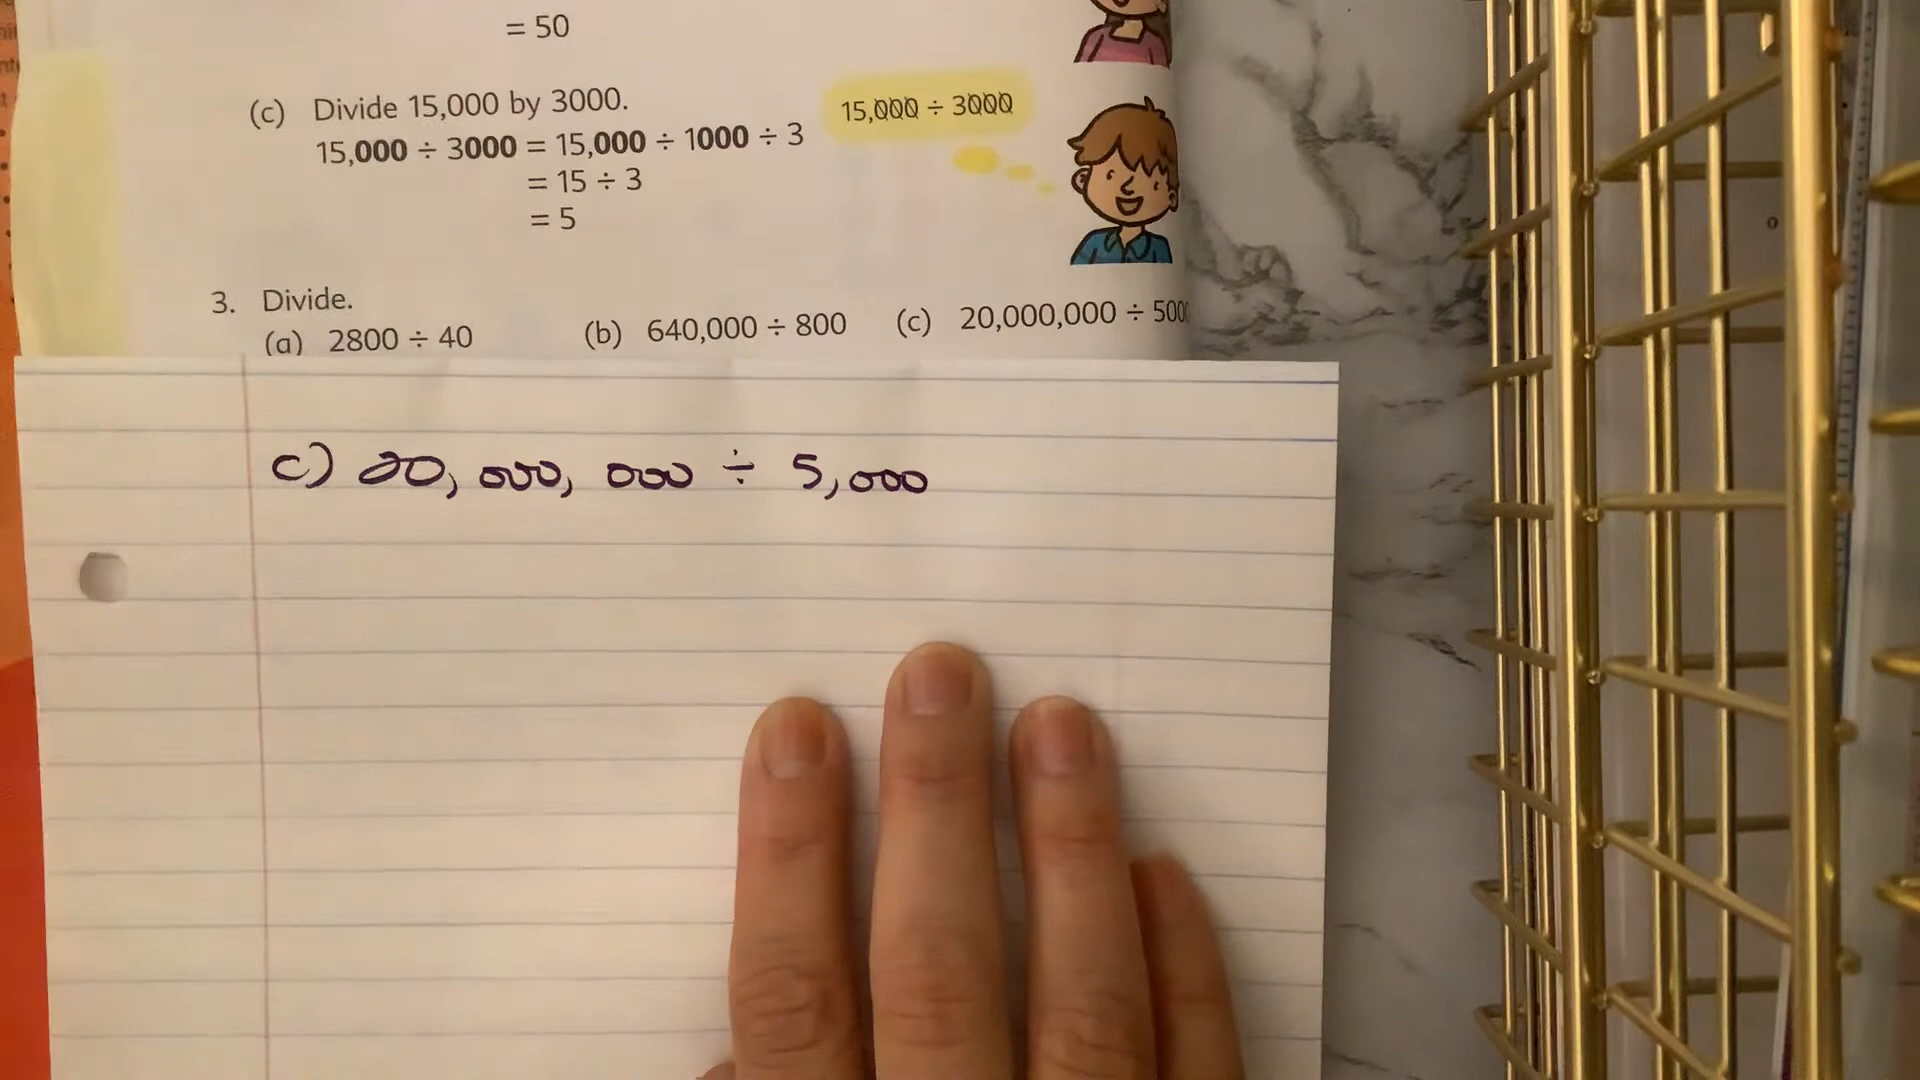 = 50
(c) Divide 15,000 by 3000.
15,000 ÷ 3000
15,000 ÷ 3000 = 15,000 ÷ 1000 ÷ 3
= 15 ÷ 3
= 5
3. Divide.
(a) 2800 ÷ 40 (b) 640,000 ÷ 800 (c) 20,000,000 ÷ 500
c) 20,000,000 ÷ 5,000